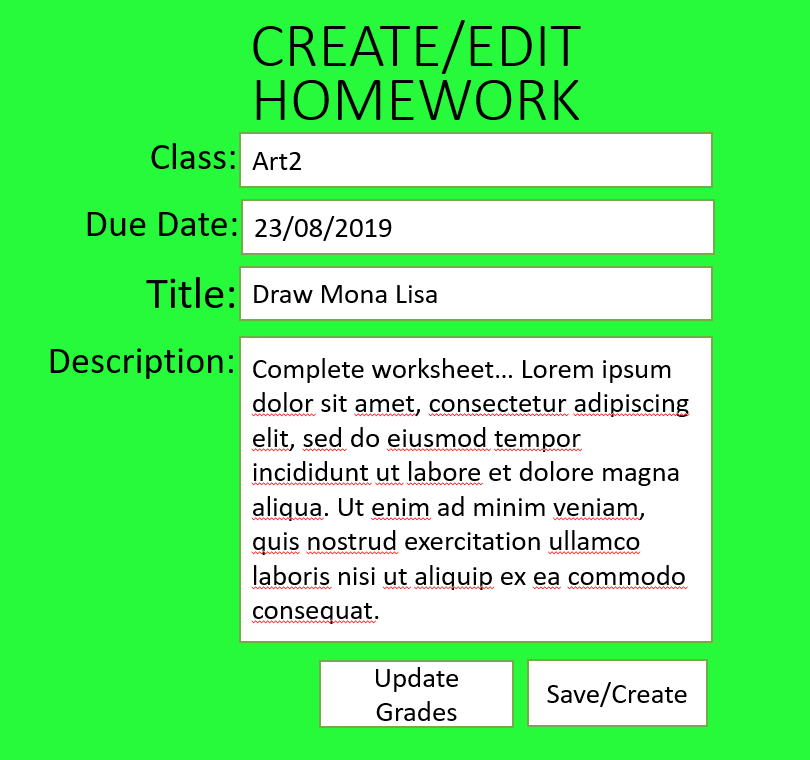 CREATE/EDIT
HOMEWORK
Class: Art2
Due Date: 23/08/2019
Title: Draw Mona Lisa
Description: Complete worksheet… Lorem ipsum
dolor sit amet, consectetur adipiscing
elit, sed do eiusmod tempor
incididunt ut labore et dolore magna
aliqua. Ut enim ad minim veniam,
quis nostrud exercitation ullamco
laboris nisi ut aliquip ex ea commodo
consequat.
Update
Grades
Save/Create